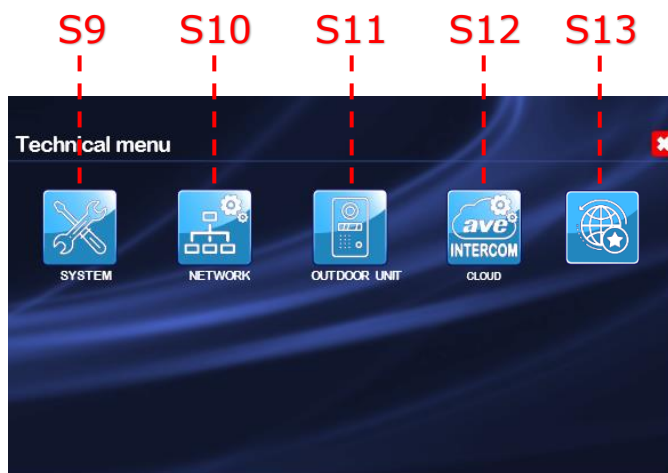 S9 S10 S11 S12 S13
Technical menu
ave
INTERCOM
SYSTEM NETWORK OUTDOOR UNIT CLOUD